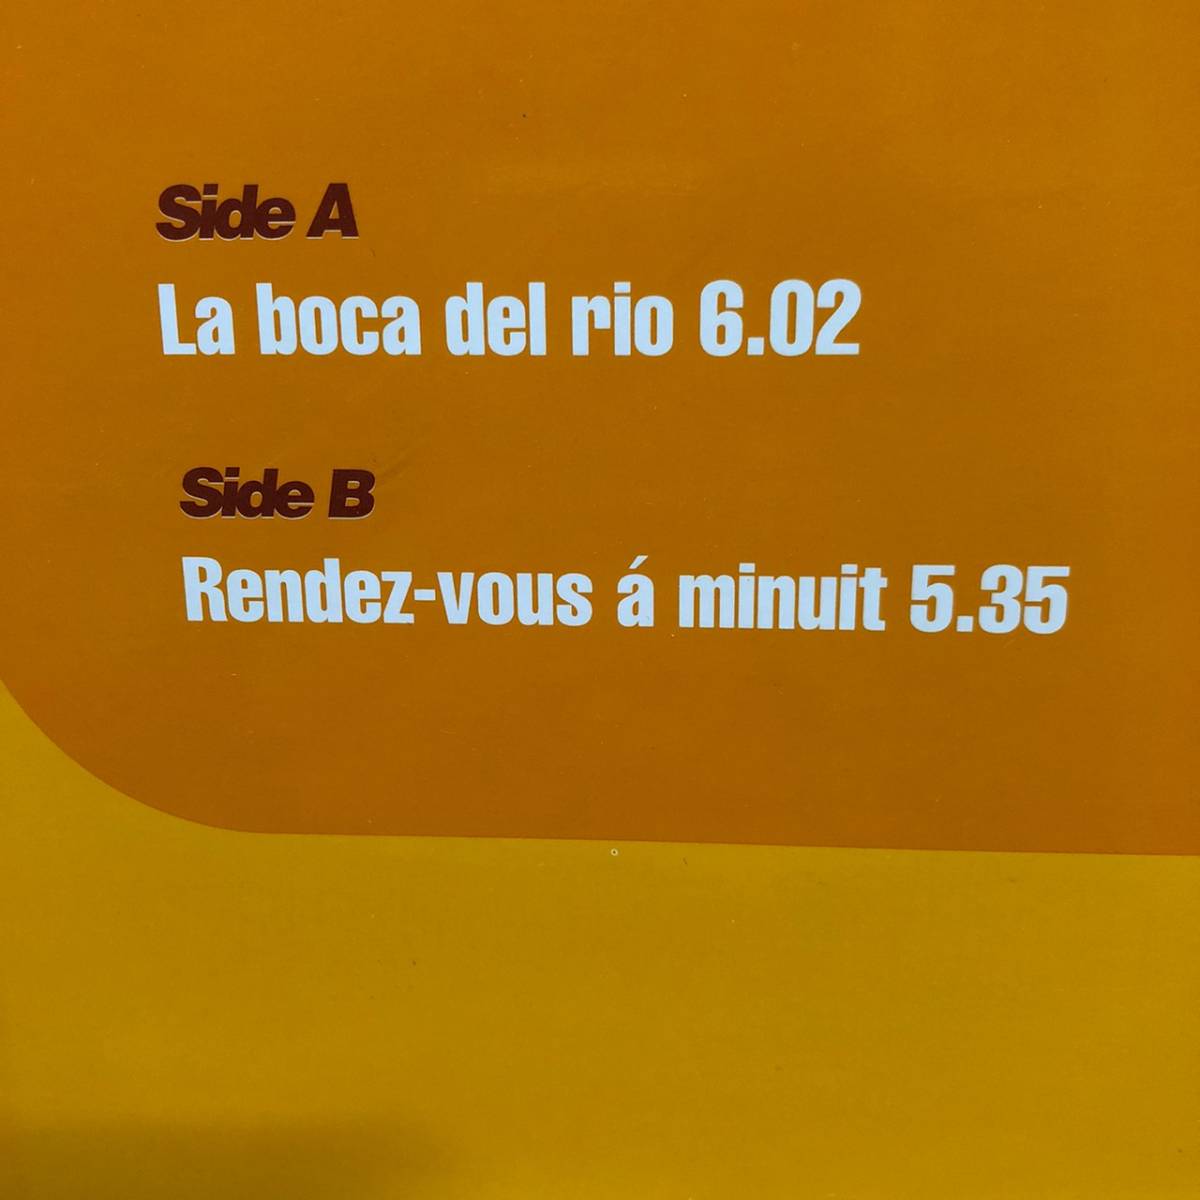 Side A
La boca del rio 6.02
Side B
Rendez-vous á minuit 5.35